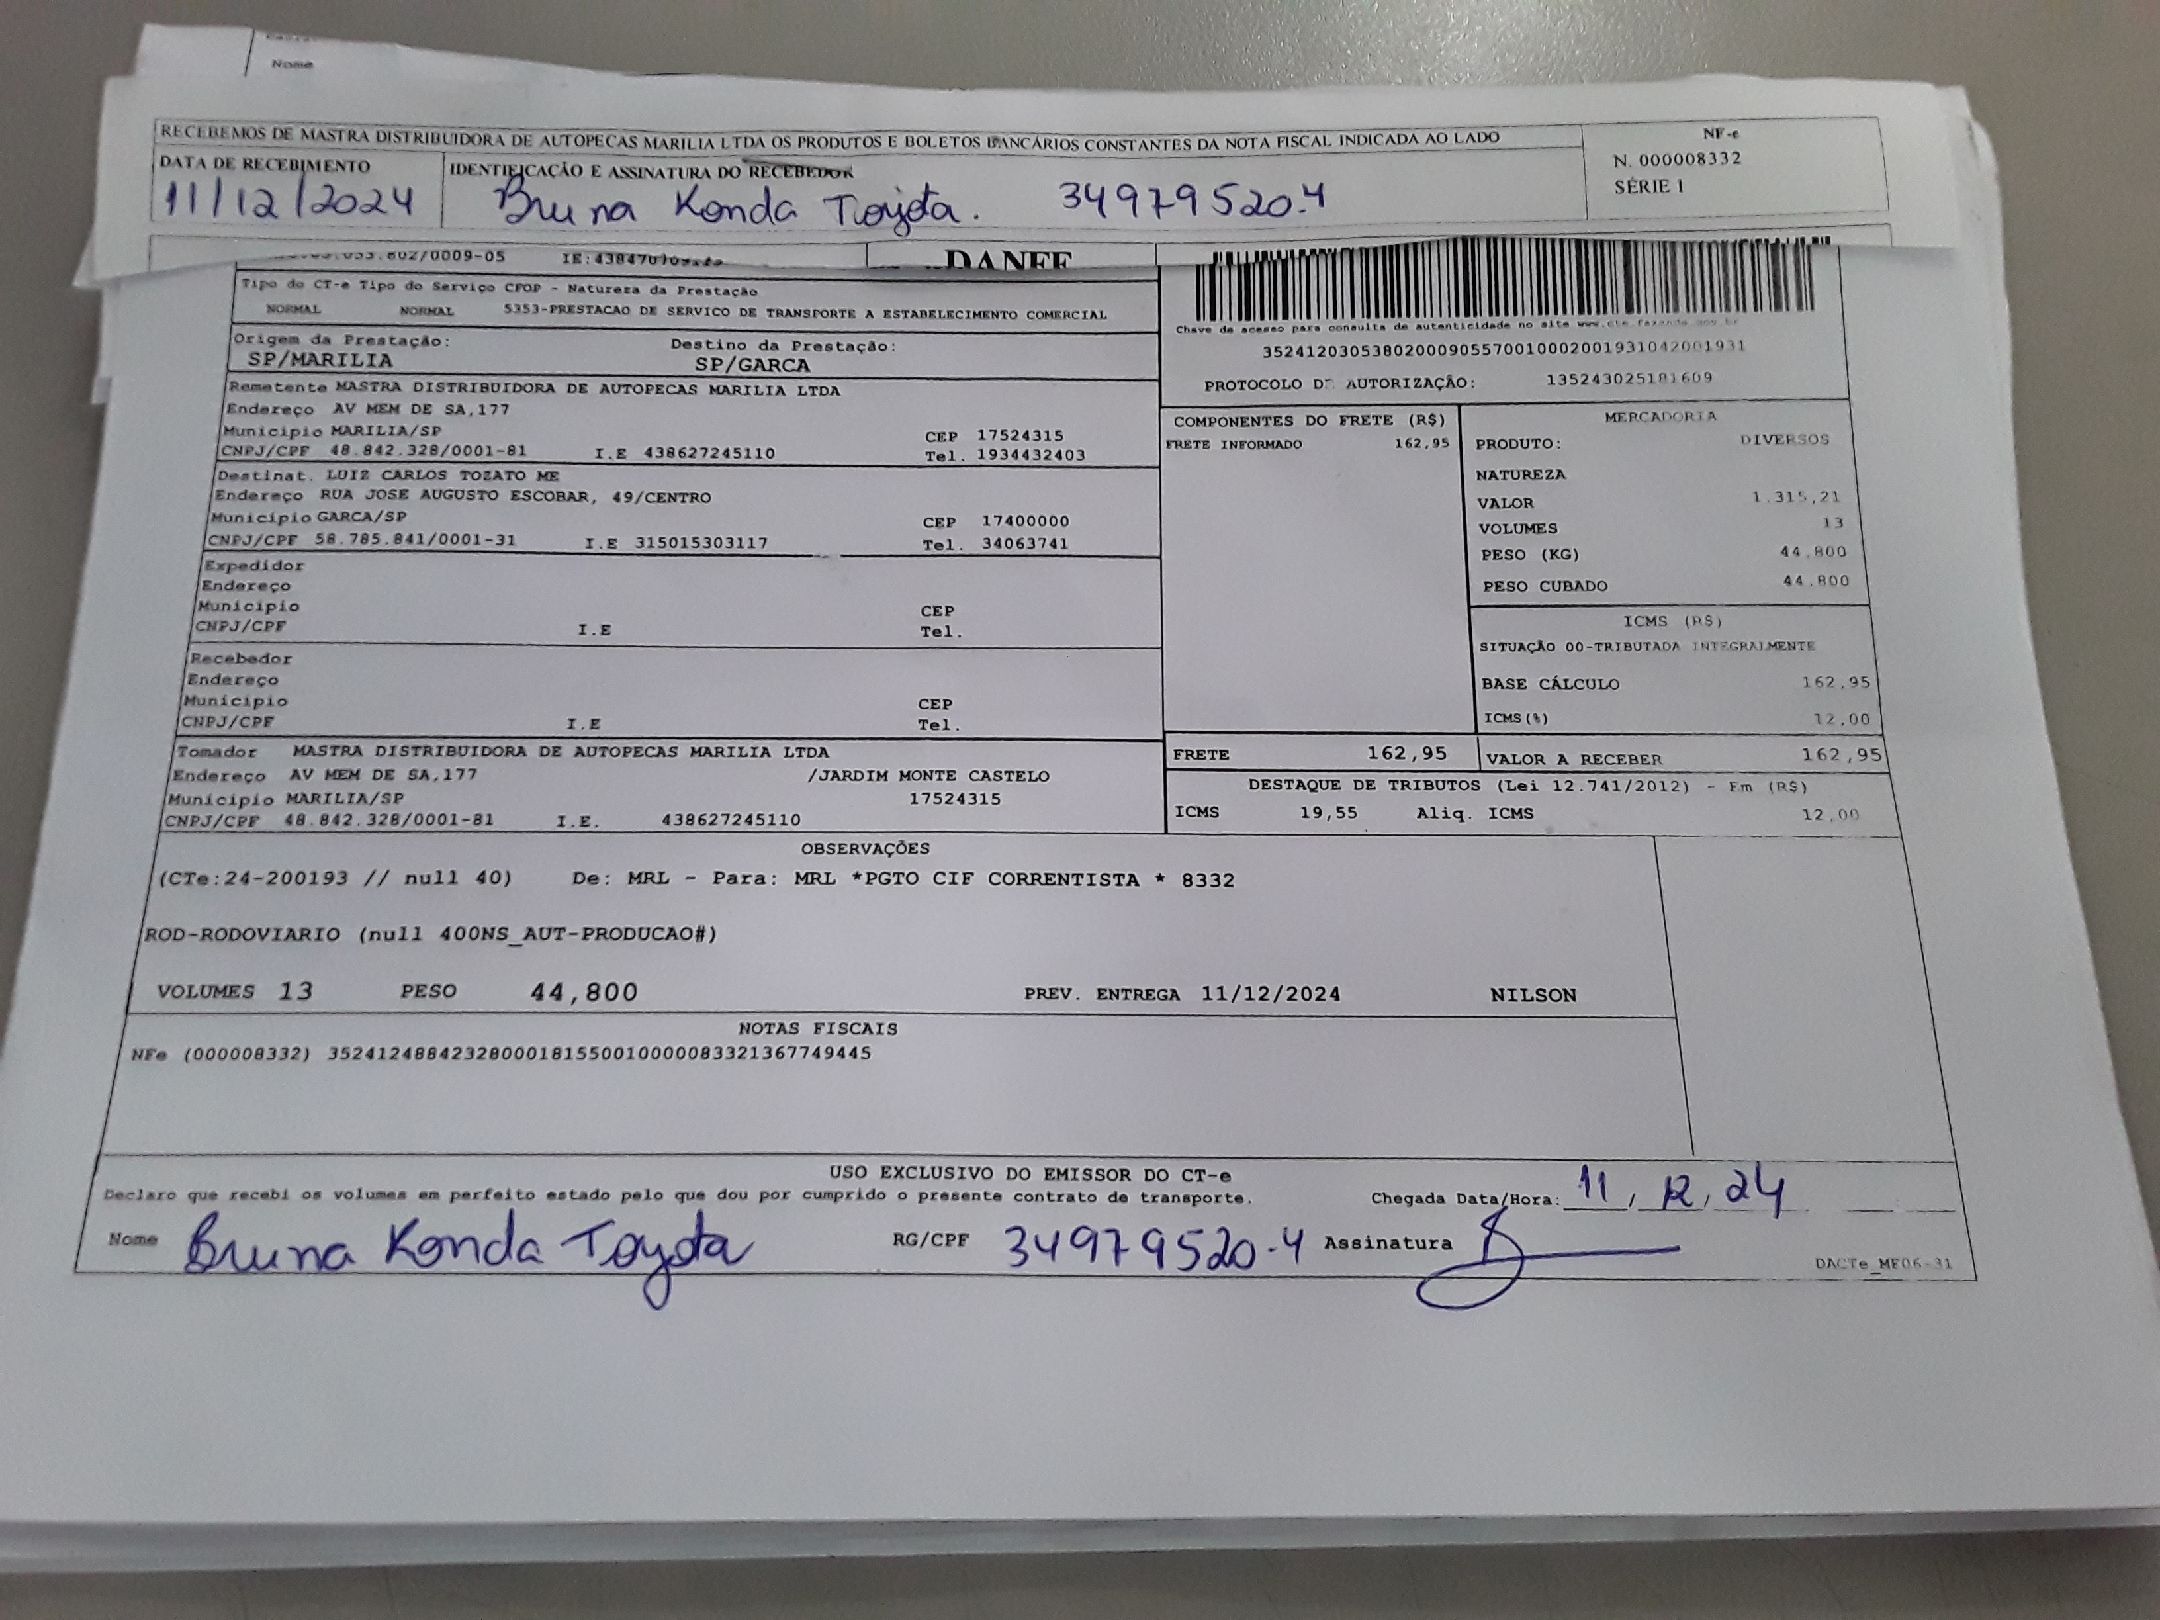 Nome
RECEBEMOS DE MASTRA DISTRIBUIDORA DE AUTOPECAS MARILIA LTDA OS PRODUTOS E BOLETOS BANCÁRIOS CONSTANTES DA NOTA FISCAL INDICADA AO LADO
NF-e
N. 000008332
SÉRIE 1
DATA DE RECEBIMENTO
11/12/2024
IDENTIFICAÇÃO E ASSINATURA DO RECEBEDOR
Bruna Konda Toyota. 34979520-4
DANFE
Tipo do CT-e Tipo do Serviço CFOP - Natureza da Prestação
NORMAL NORMAL 5353-PRESTACAO DE SERVICO DE TRANSPORTE A ESTABELECIMENTO COMERCIAL
Chave de acesso para consulta de autenticidade no site www.cte.fazenda.gov.br
35241203053802000905570010002001931042001931
PROTOCOLO DE AUTORIZAÇÃO: 135243025181609
Origem da Prestação: Destino da Prestação:
SP/MARILIA SP/GARCA
Remetente MASTRA DISTRIBUIDORA DE AUTOPECAS MARILIA LTDA
Endereço AV MEM DE SA,177
Municipio MARILIA/SP CEP 17524315
CNPJ/CPF 48.842.328/0001-81 I.E 438627245110 Tel. 1934432403
Destinat. LUIZ CARLOS TOZATO ME
Endereço RUA JOSE AUGUSTO ESCOBAR, 49/CENTRO
Municipio GARCA/SP CEP 17400000
CNPJ/CPF 58.785.841/0001-31 I.E 315015303117 Tel. 34063741
Expedidor
Endereço
Municipio CEP
CNPJ/CPF I.E Tel.
Recebedor
Endereço
Municipio CEP
CNPJ/CPF I.E Tel.
Tomador MASTRA DISTRIBUIDORA DE AUTOPECAS MARILIA LTDA
Endereço AV MEM DE SA,177 /JARDIM MONTE CASTELO
Municipio MARILIA/SP 17524315
CNPJ/CPF 48.842.328/0001-81 I.E. 438627245110
COMPONENTES DO FRETE (R$)
FRETE INFORMADO 162,95
MERCADORIA
PRODUTO: DIVERSOS
NATUREZA
VALOR 1.315,21
VOLUMES 13
PESO (KG) 44.800
PESO CUBADO 44.800
ICMS (R$)
SITUAÇÃO 00-TRIBUTADA INTEGRALMENTE
BASE CÁLCULO 162,95
ICMS(%) 12,00
FRETE 162,95 VALOR A RECEBER 162,95
DESTAQUE DE TRIBUTOS (Lei 12.741/2012) - Em (R$)
ICMS 19,55 Aliq. ICMS 12,00
OBSERVAÇÕES
(CTe:24-200193 // null 40) De: MRL - Para: MRL *PGTO CIF CORRENTISTA * 8332
ROD-RODOVIARIO (null 400NS_AUT-PRODUCAO#)
VOLUMES 13 PESO 44,800 PREV. ENTREGA 11/12/2024 NILSON
NOTAS FISCAIS
NFe (000008332) 35241248842328000181550010000083321367749445
USO EXCLUSIVO DO EMISSOR DO CT-e
Declaro que recebi os volumes em perfeito estado pelo que dou por cumprido o presente contrato de transporte. Chegada Data/Hora: 11/12/24
Nome Bruna Konda Toyota RG/CPF 34979520-4 Assinatura
DACTe_ME06-31